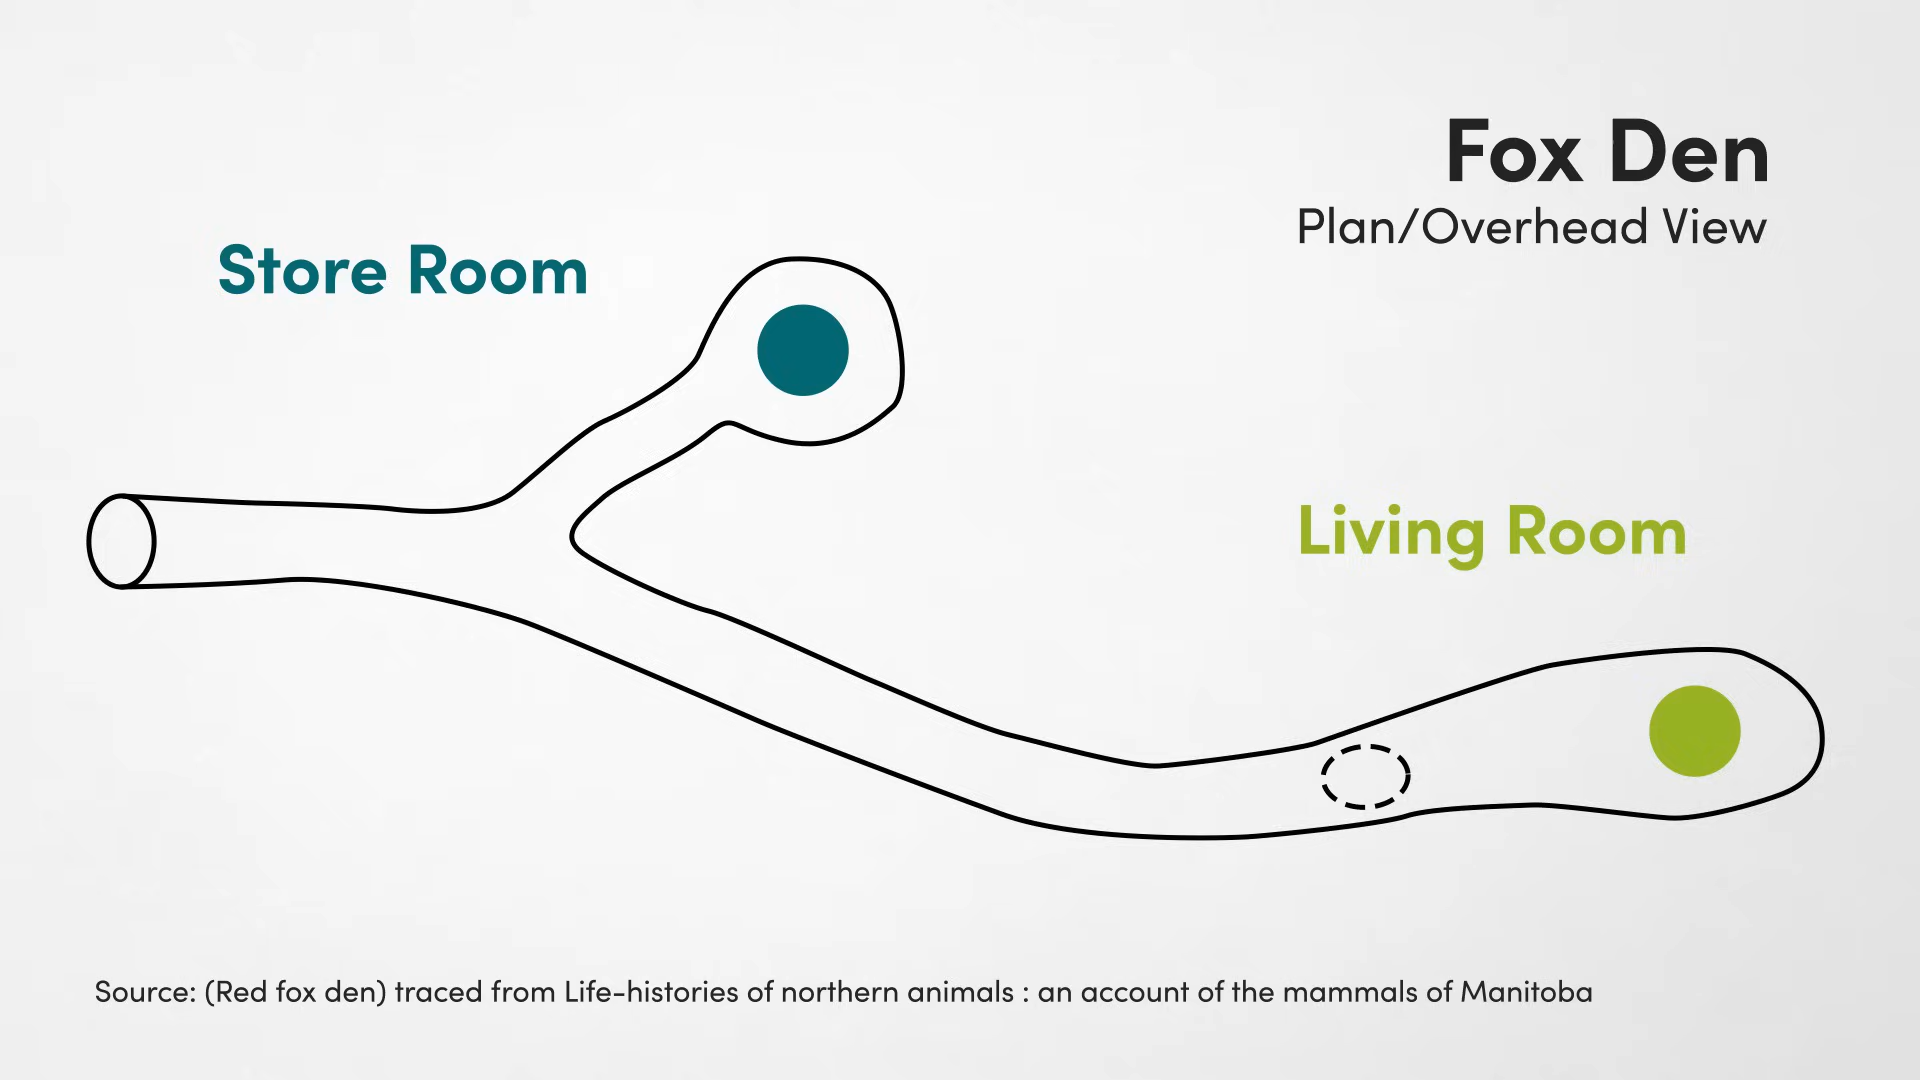 Fox Den
Plan/Overhead View
Store Room
Living Room
Source: (Red fox den) traced from Life-histories of northern animals : an account of the mammals of Manitoba